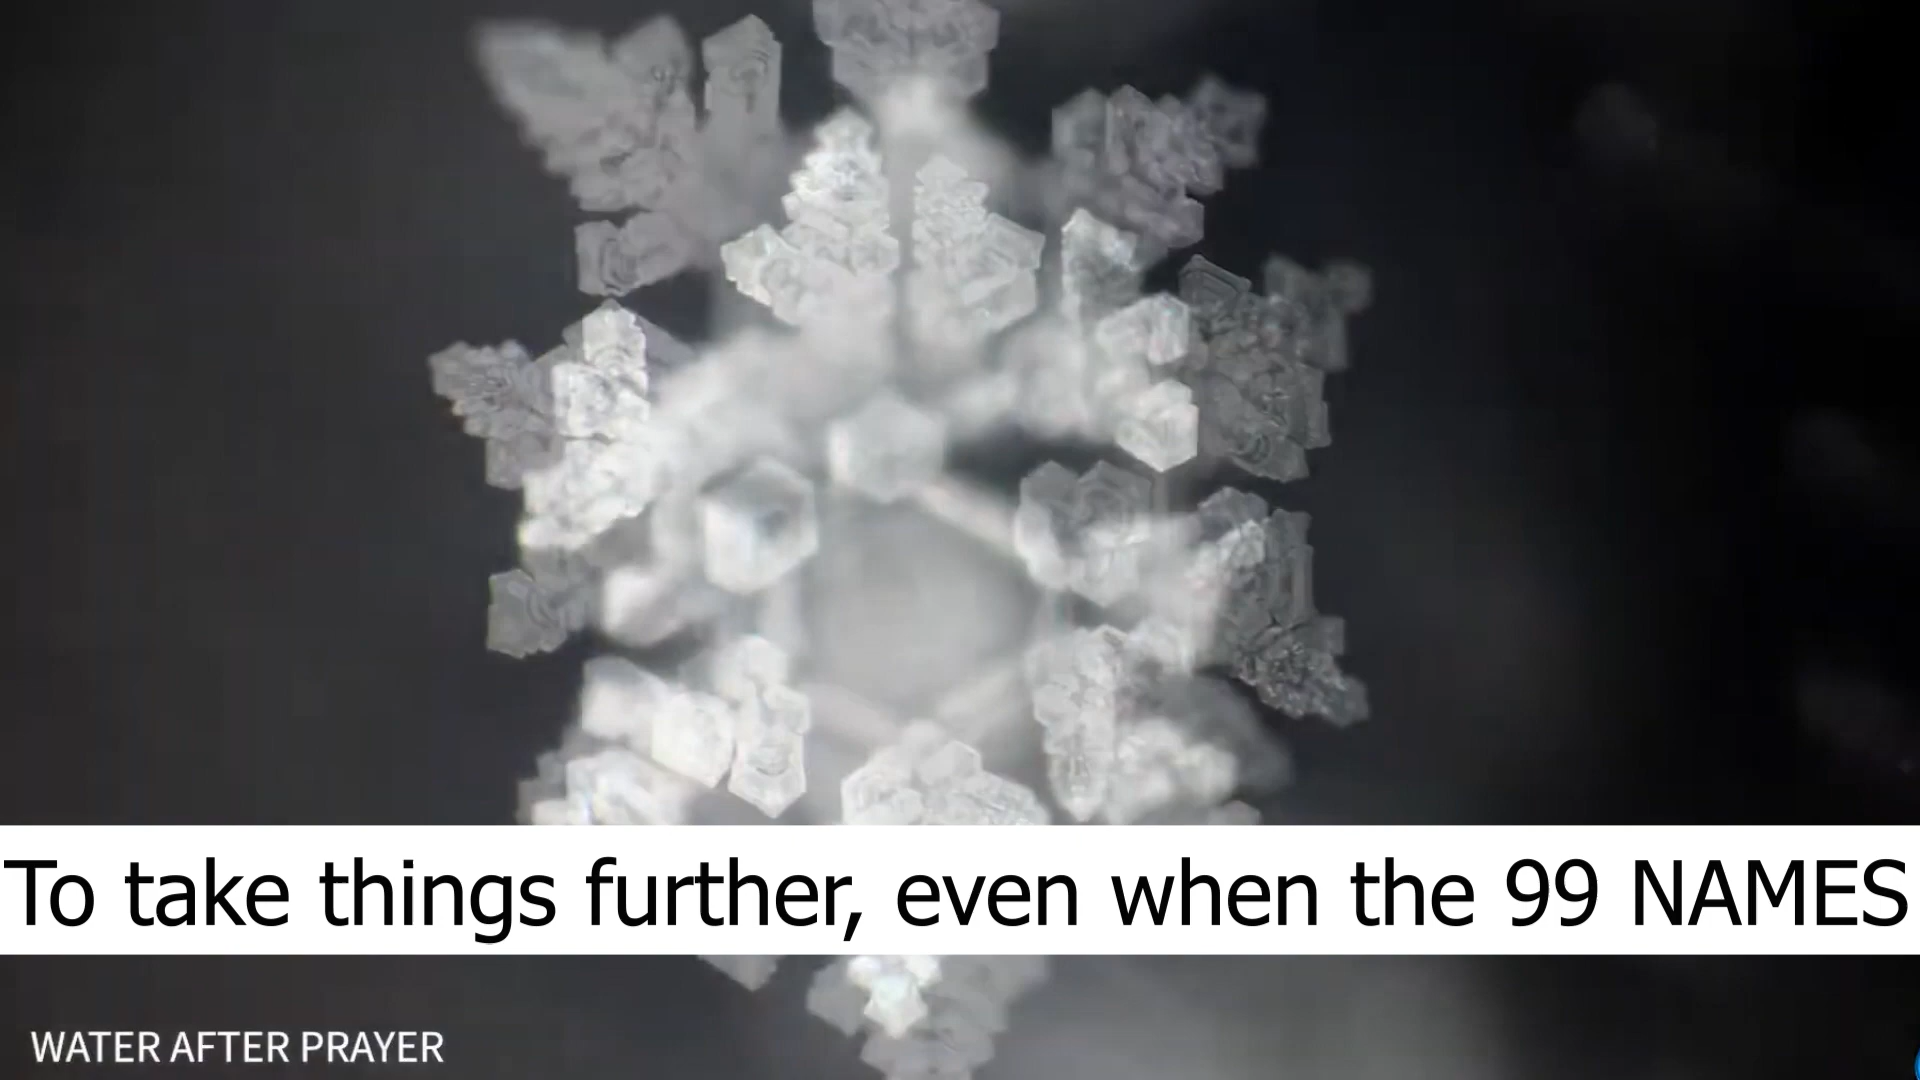 To take things further, even when the 99 NAMES
WATER AFTER PRAYER